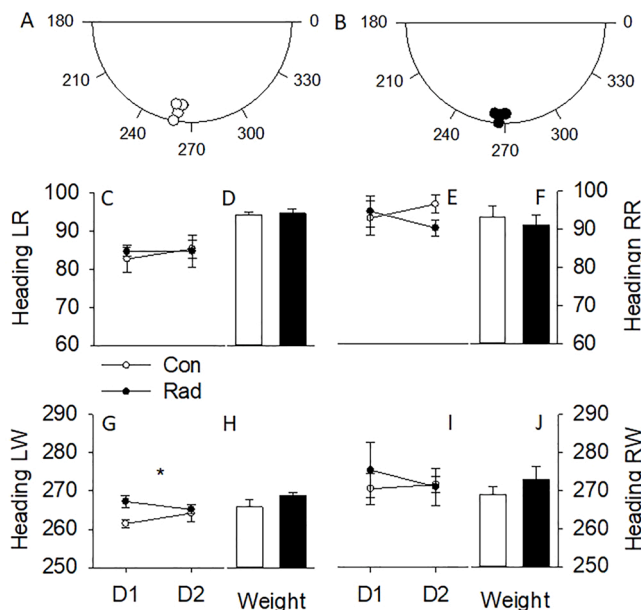 A
B
180
0
180
0
210
330
210
330
240
300
240
300
270
270
C
D
E
F
100
90
80
70
60
Heading LR
100
90
80
70
60
Headingn RR
Con
Rad
G
H
I
J
*
290
280
270
260
250
Heading LW
290
280
270
260
250
Heading RW
D1
D2
Weight
D1
D2
Weight